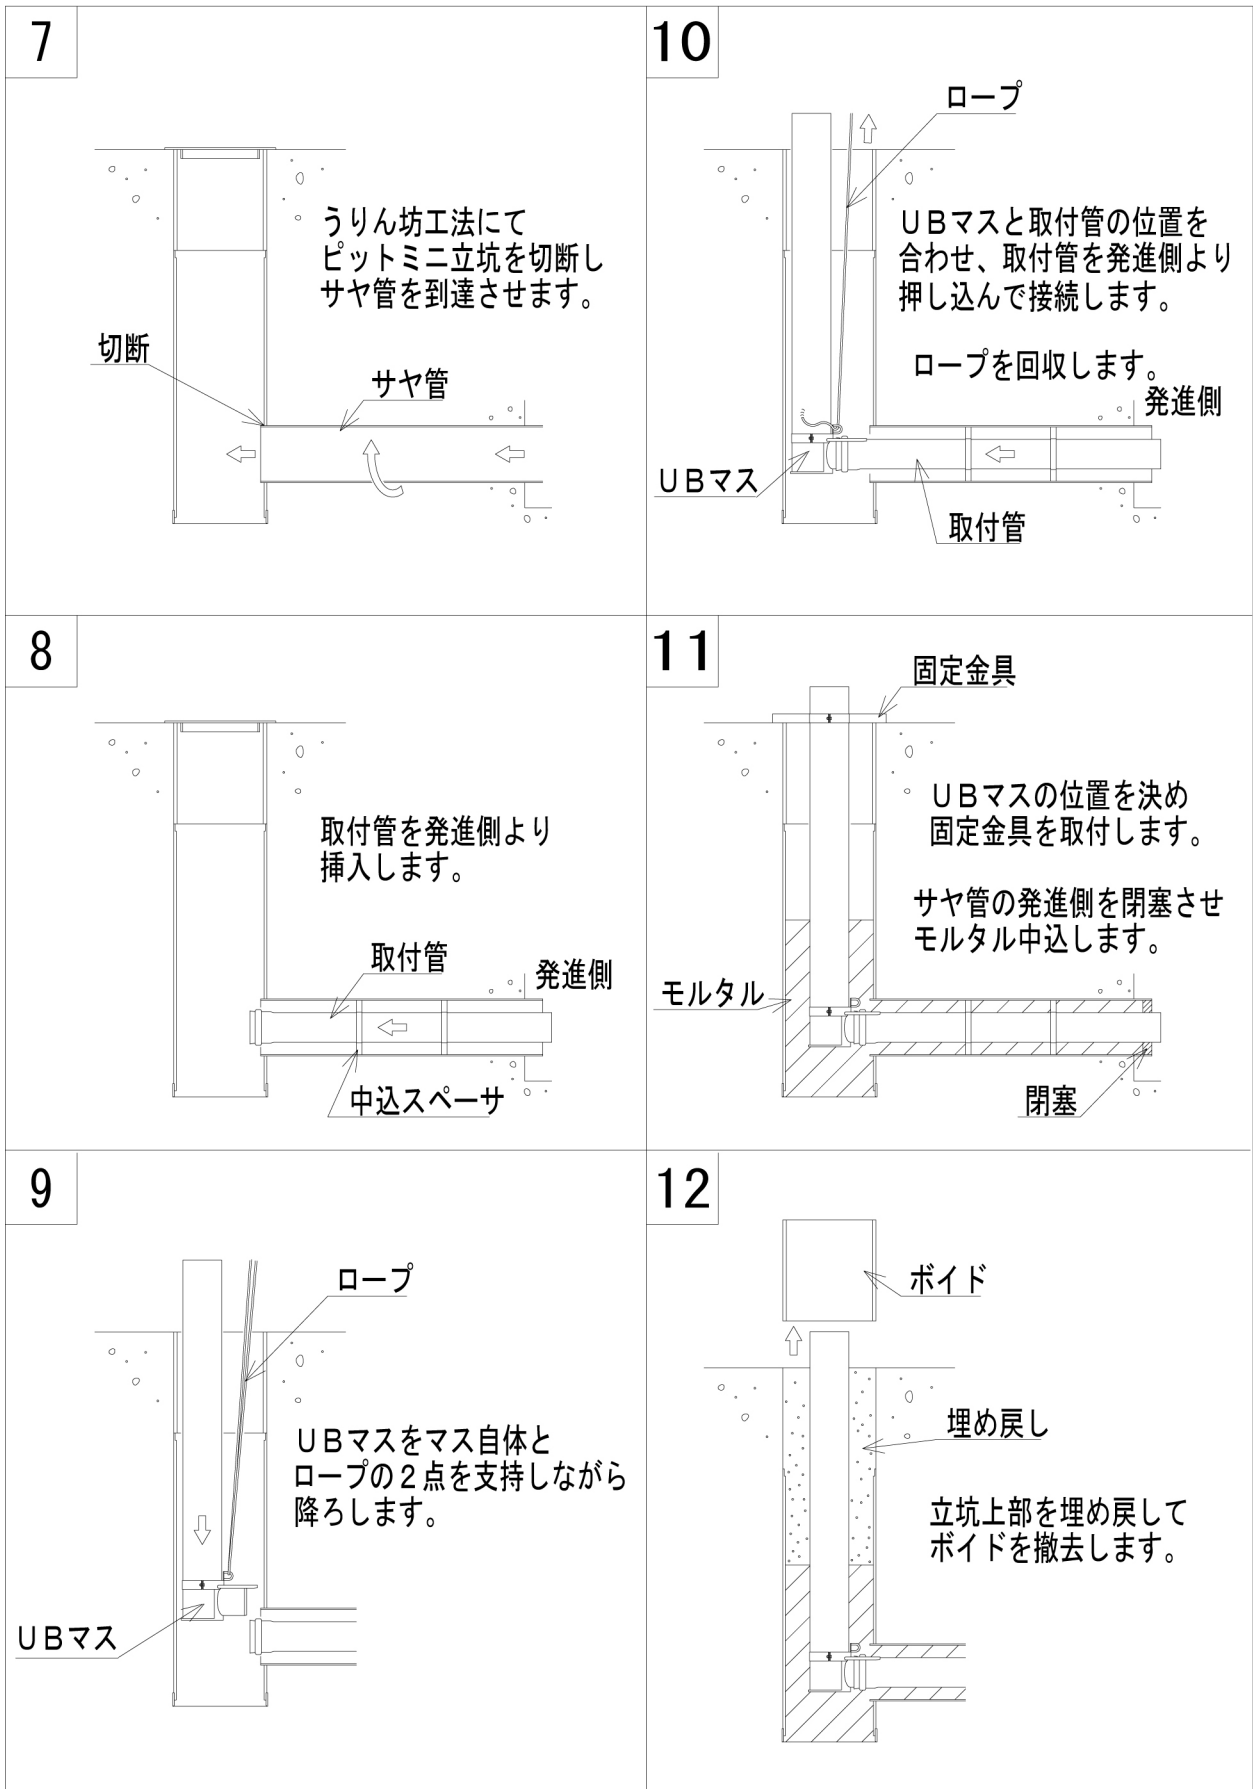 7
うりん坊工法にて
ピットミニ立坑を切断し
サヤ管を到達させます。
切断
サヤ管
8
取付管を発進側より
挿入します。
取付管
発進側
中込スペーサ
9
ロープ
UBマスをマス自体と
ロープの2点を支持しながら
降ろします。
UBマス
10
ロープ
UBマスと取付管の位置を
合わせ、取付管を発進側より
押し込んで接続します。
ロープを回収します。
発進側
UBマス
取付管
11
固定金具
UBマスの位置を決め
固定金具を取付します。
サヤ管の発進側を閉塞させ
モルタル中込します。
モルタル
閉塞
12
ボイド
埋め戻し
立坑上部を埋め戻して
ボイドを撤去します。